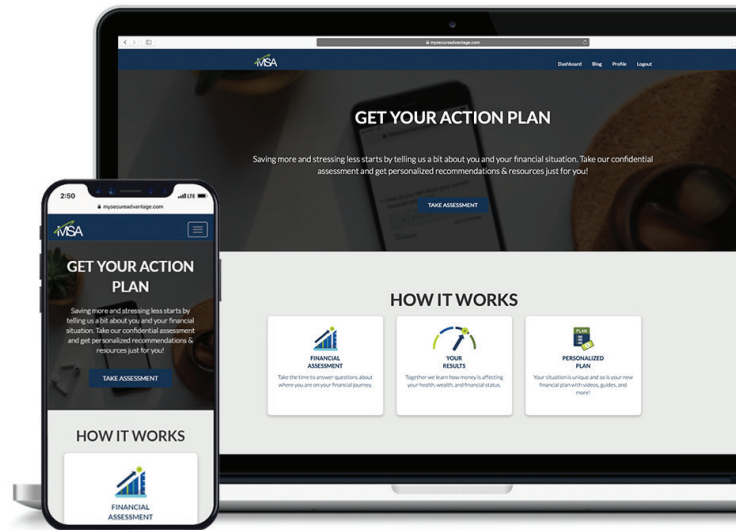 mysecureadvantage.com
MSA
Dashboard Blog Profile Logout
GET YOUR ACTION PLAN
Saving more and stressing less starts by telling us a bit about you and your financial situation. Take our confidential
assessment and get personalized recommendations & resources just for you!
TAKE ASSESSMENT
HOW IT WORKS
FINANCIAL
ASSESSMENT
Take the time to answer questions about
where you are on your financial journey.
YOUR
RESULTS
Together we learn how money is affecting
your health, wealth, and financial status.
PLAN
PERSONALIZED
PLAN
Your situation is unique and so is your new
financial plan with videos, guides, and
more!
2:50 LTE
mysecureadvantage.com
MSA
GET YOUR ACTION
PLAN
Saving more and stressing less starts by
telling us a bit about you and your financial
situation. Take our confidential assessment
and get personalized recommendations &
resources just for you!
TAKE ASSESSMENT
HOW IT WORKS
FINANCIAL
ASSESSMENT